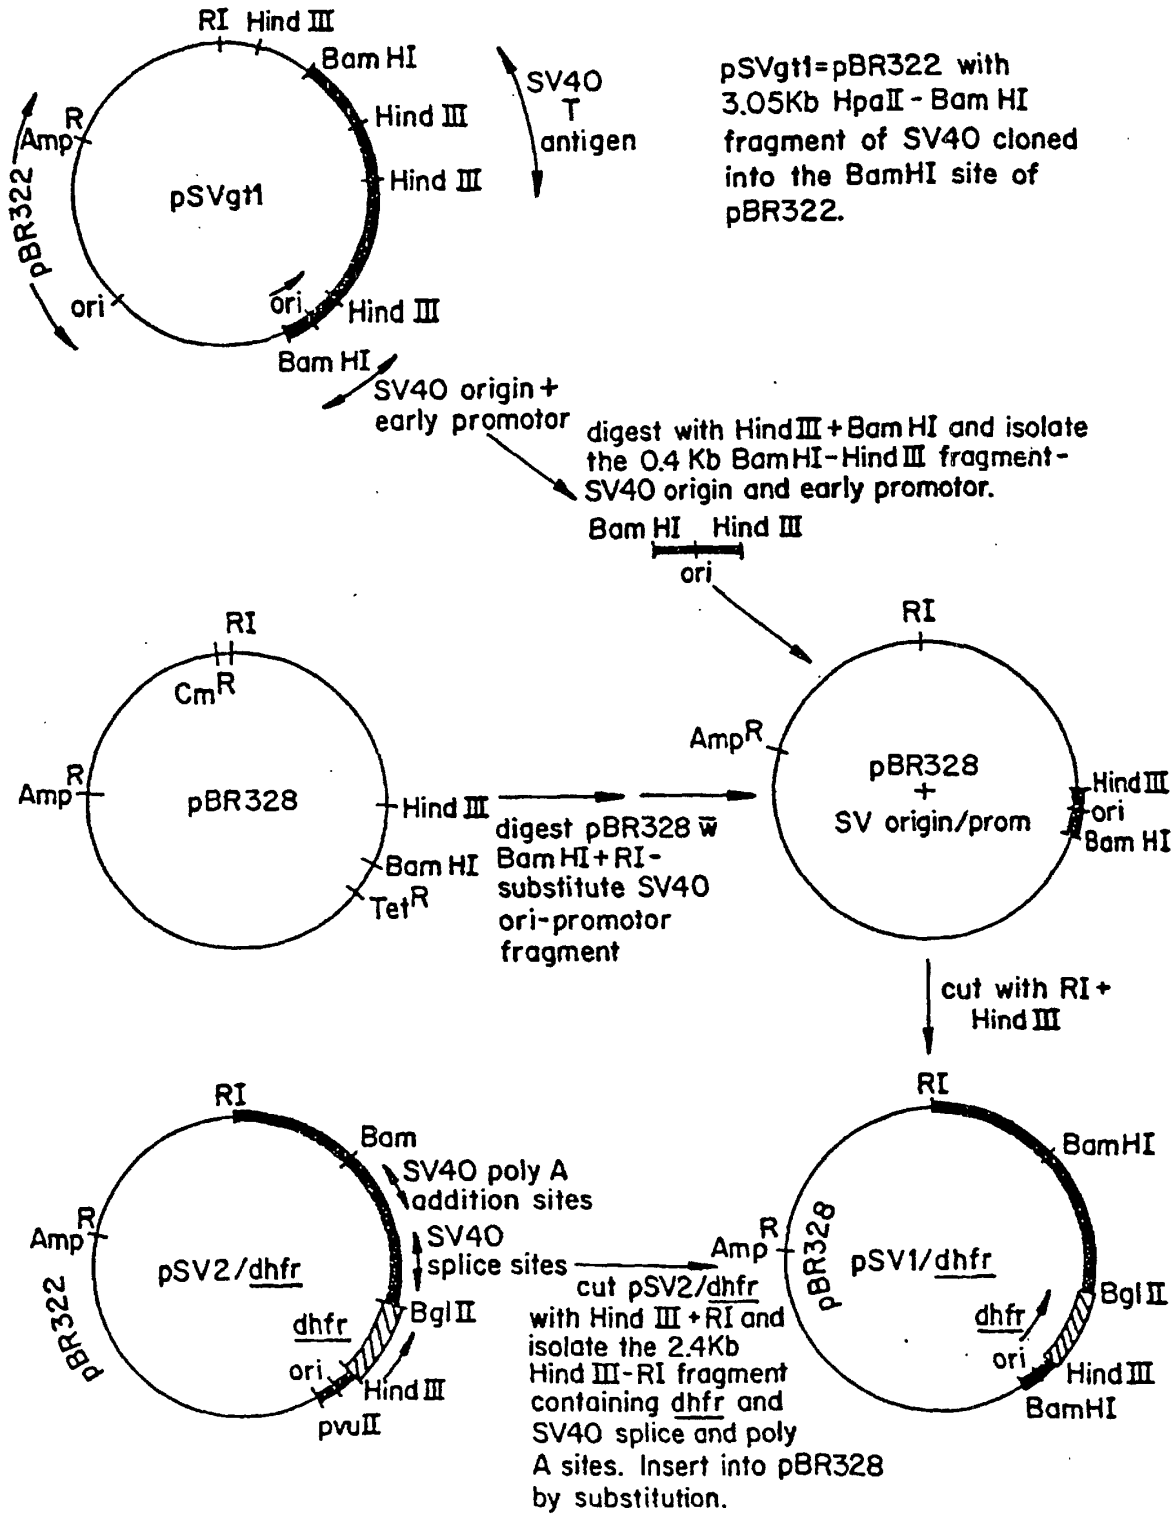 RI Hind III
Bam HI
Hind III
Hind III
Amp R
pBR322
pSVgt1
ori
ori
Hind III
Bam HI
SV40
T
antigen
pSVgt1=pBR322 with
3.05Kb HpaII - Bam HI
fragment of SV40 cloned
into the BamHI site of
pBR322.
SV40 origin +
early promotor
digest with Hind III + Bam HI and isolate
the 0.4 Kb BamHI-Hind III fragment-
SV40 origin and early promotor.
Bam HI Hind III
ori
RI
Cm R
Amp R
pBR328
Hind III
Bam HI
Tet R
digest pBR328 w̅
Bam HI + RI-
substitute SV40
ori-promotor
fragment
RI
Amp R
pBR328
+
SV origin/prom
Hind III
ori
Bam HI
cut with RI +
Hind III
RI
Bam
SV40 poly A
addition sites
SV40
splice sites
Amp R
pBR322
pSV2/dhfr
Bgl II
dhfr
ori
Hind III
pvuII
cut pSV2/dhfr
with Hind III + RI and
isolate the 2.4Kb
Hind III-RI fragment
containing dhfr and
SV40 splice and poly
A sites. Insert into pBR328
by substitution.
RI
BamHI
Amp R
pBR328
pSV1/dhfr
Bgl II
dhfr
ori
Hind III
BamHI